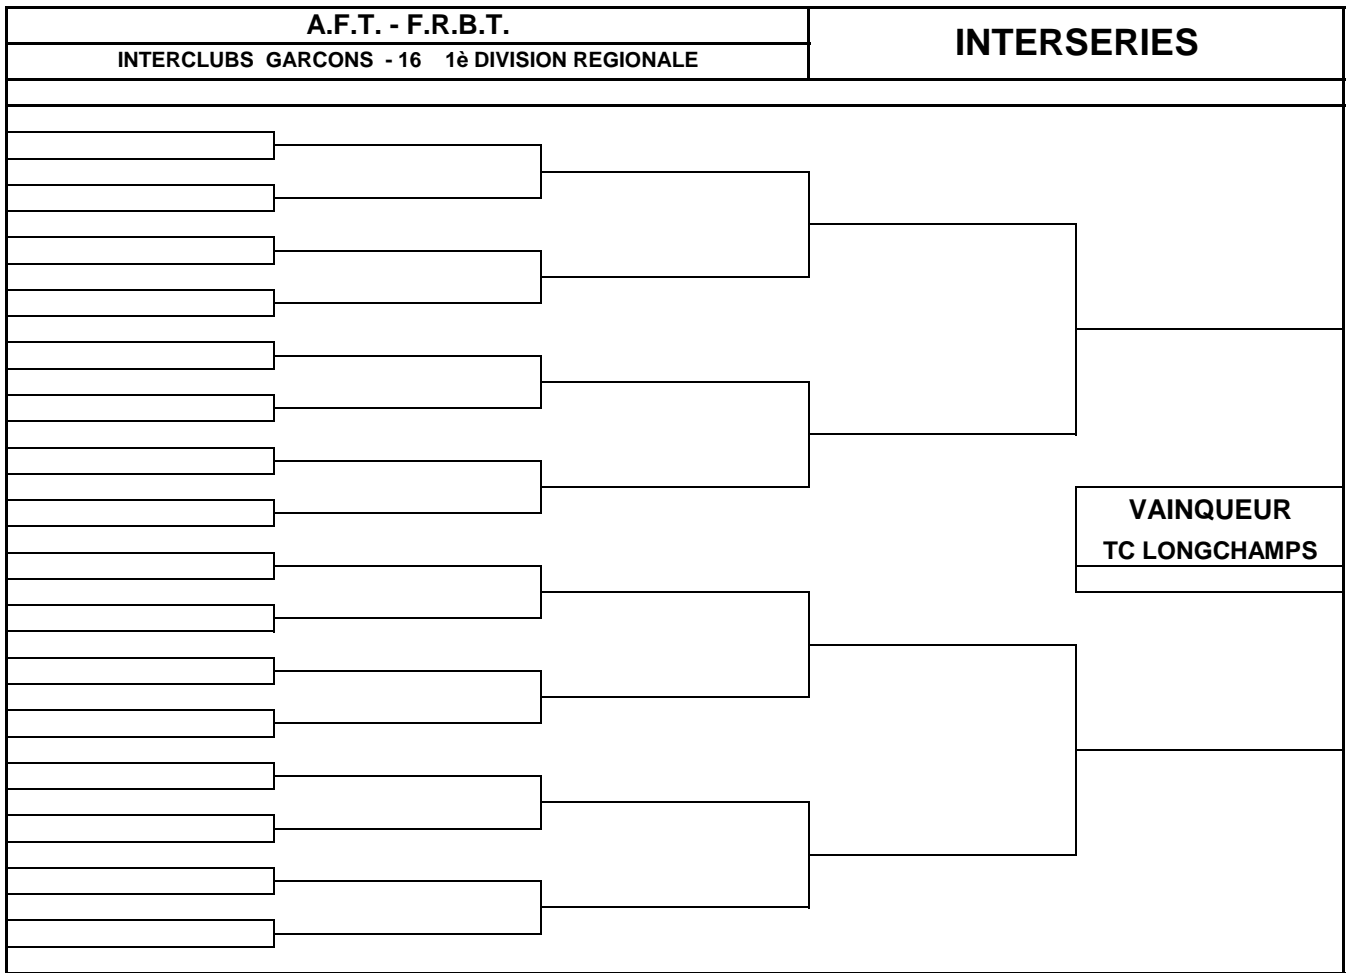 A.F.T. - F.R.B.T.
INTERCLUBS GARCONS - 16 1è DIVISION REGIONALE
INTERSERIES
VAINQUEUR
TC LONGCHAMPS